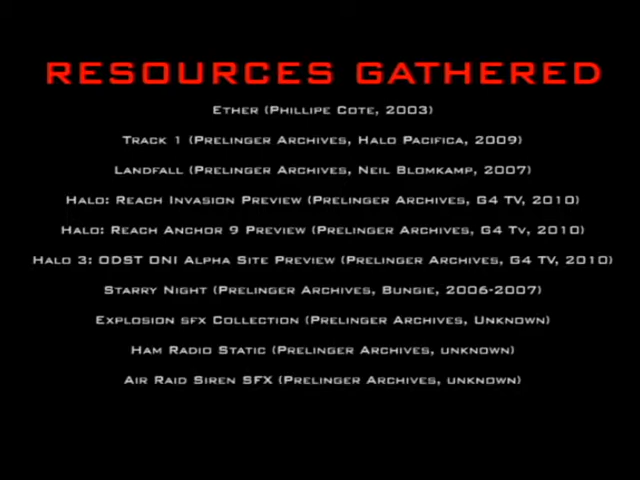 RESOURCES GATHERED
ETHER (PHILLIPE COTE, 2003)
TRACK 1 (PRELINGER ARCHIVES, HALO PACIFICA, 2009)
LANDFALL (PRELINGER ARCHIVES, NEIL BLOMKAMP, 2007)
HALO: REACH INVASION PREVIEW (PRELINGER ARCHIVES, G4 TV, 2010)
HALO: REACH ANCHOR 9 PREVIEW (PRELINGER ARCHIVES, G4 TV, 2010)
HALO 3: ODST ONI ALPHA SITE PREVIEW (PRELINGER ARCHIVES, G4 TV, 2010)
STARRY NIGHT (PRELINGER ARCHIVES, BUNGIE, 2006-2007)
EXPLOSION SFX COLLECTION (PRELINGER ARCHIVES, UNKNOWN)
HAM RADIO STATIC (PRELINGER ARCHIVES, UNKNOWN)
AIR RAID SIREN SFX (PRELINGER ARCHIVES, UNKNOWN)